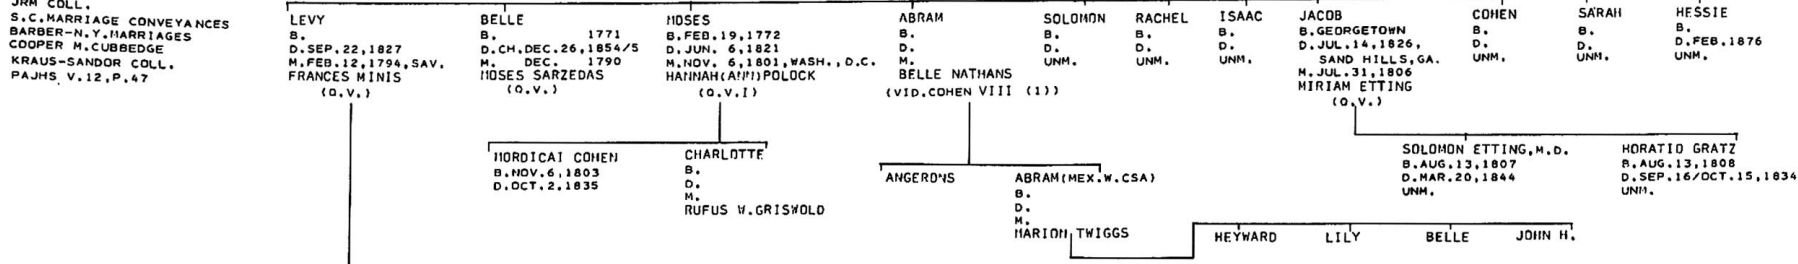 JRM COLL.
S.C.MARRIAGE CONVEYANCES
BARBER-N.Y.MARRIAGES
COOPER M.CUBBEDGE
KRAUS-SANDOR COLL.
PAJHS V.12,P.47
LEVY
B.
D.SEP.22,1827
M.FEB.12,1794,SAV.
FRANCES MINIS
(Q.V.)
BELLE
B. 1771
D.CH.DEC.26,1854/5
M. DEC. 1790
MOSES SARZEDAS
(Q.V.)
MOSES
B.FEB.19,1772
D.JUN. 6,1821
M.NOV. 6,1801,WASH.,D.C.
HANNAH(ANN)POLOCK
(Q.V.I)
ABRAM
B.
D.
M.
BELLE NATHANS
(VID.COHEN VIII (1))
SOLOMON
B.
D.
UNM.
RACHEL
B.
D.
UNM.
ISAAC
B.
D.
UNM.
JACOB
B.GEORGETOWN
D.JUL.14,1826,
SAND HILLS,GA.
M.JUL.31,1806
MIRIAM ETTING
(Q.V.)
COHEN
B.
D.
UNM.
SARAH
B.
D.
UNM.
HESSIE
B.
D.FEB.1876
UNM.
MORDICAI COHEN
B.NOV.6,1803
D.OCT.2,1835
CHARLOTTE
B.
D.
M.
RUFUS W.GRISWOLD
ANGERONS
ABRAM(MEX.W.CSA)
B.
D.
M.
MARION TWIGGS
SOLOMON ETTING,M.D.
B.AUG.13,1807
D.MAR.20,1844
UNM.
HORATIO GRATZ
B.AUG.13,1808
D.SEP.16/OCT.15,1834
UNM.
HEYWARD
LILY
BELLE
JOHN H.